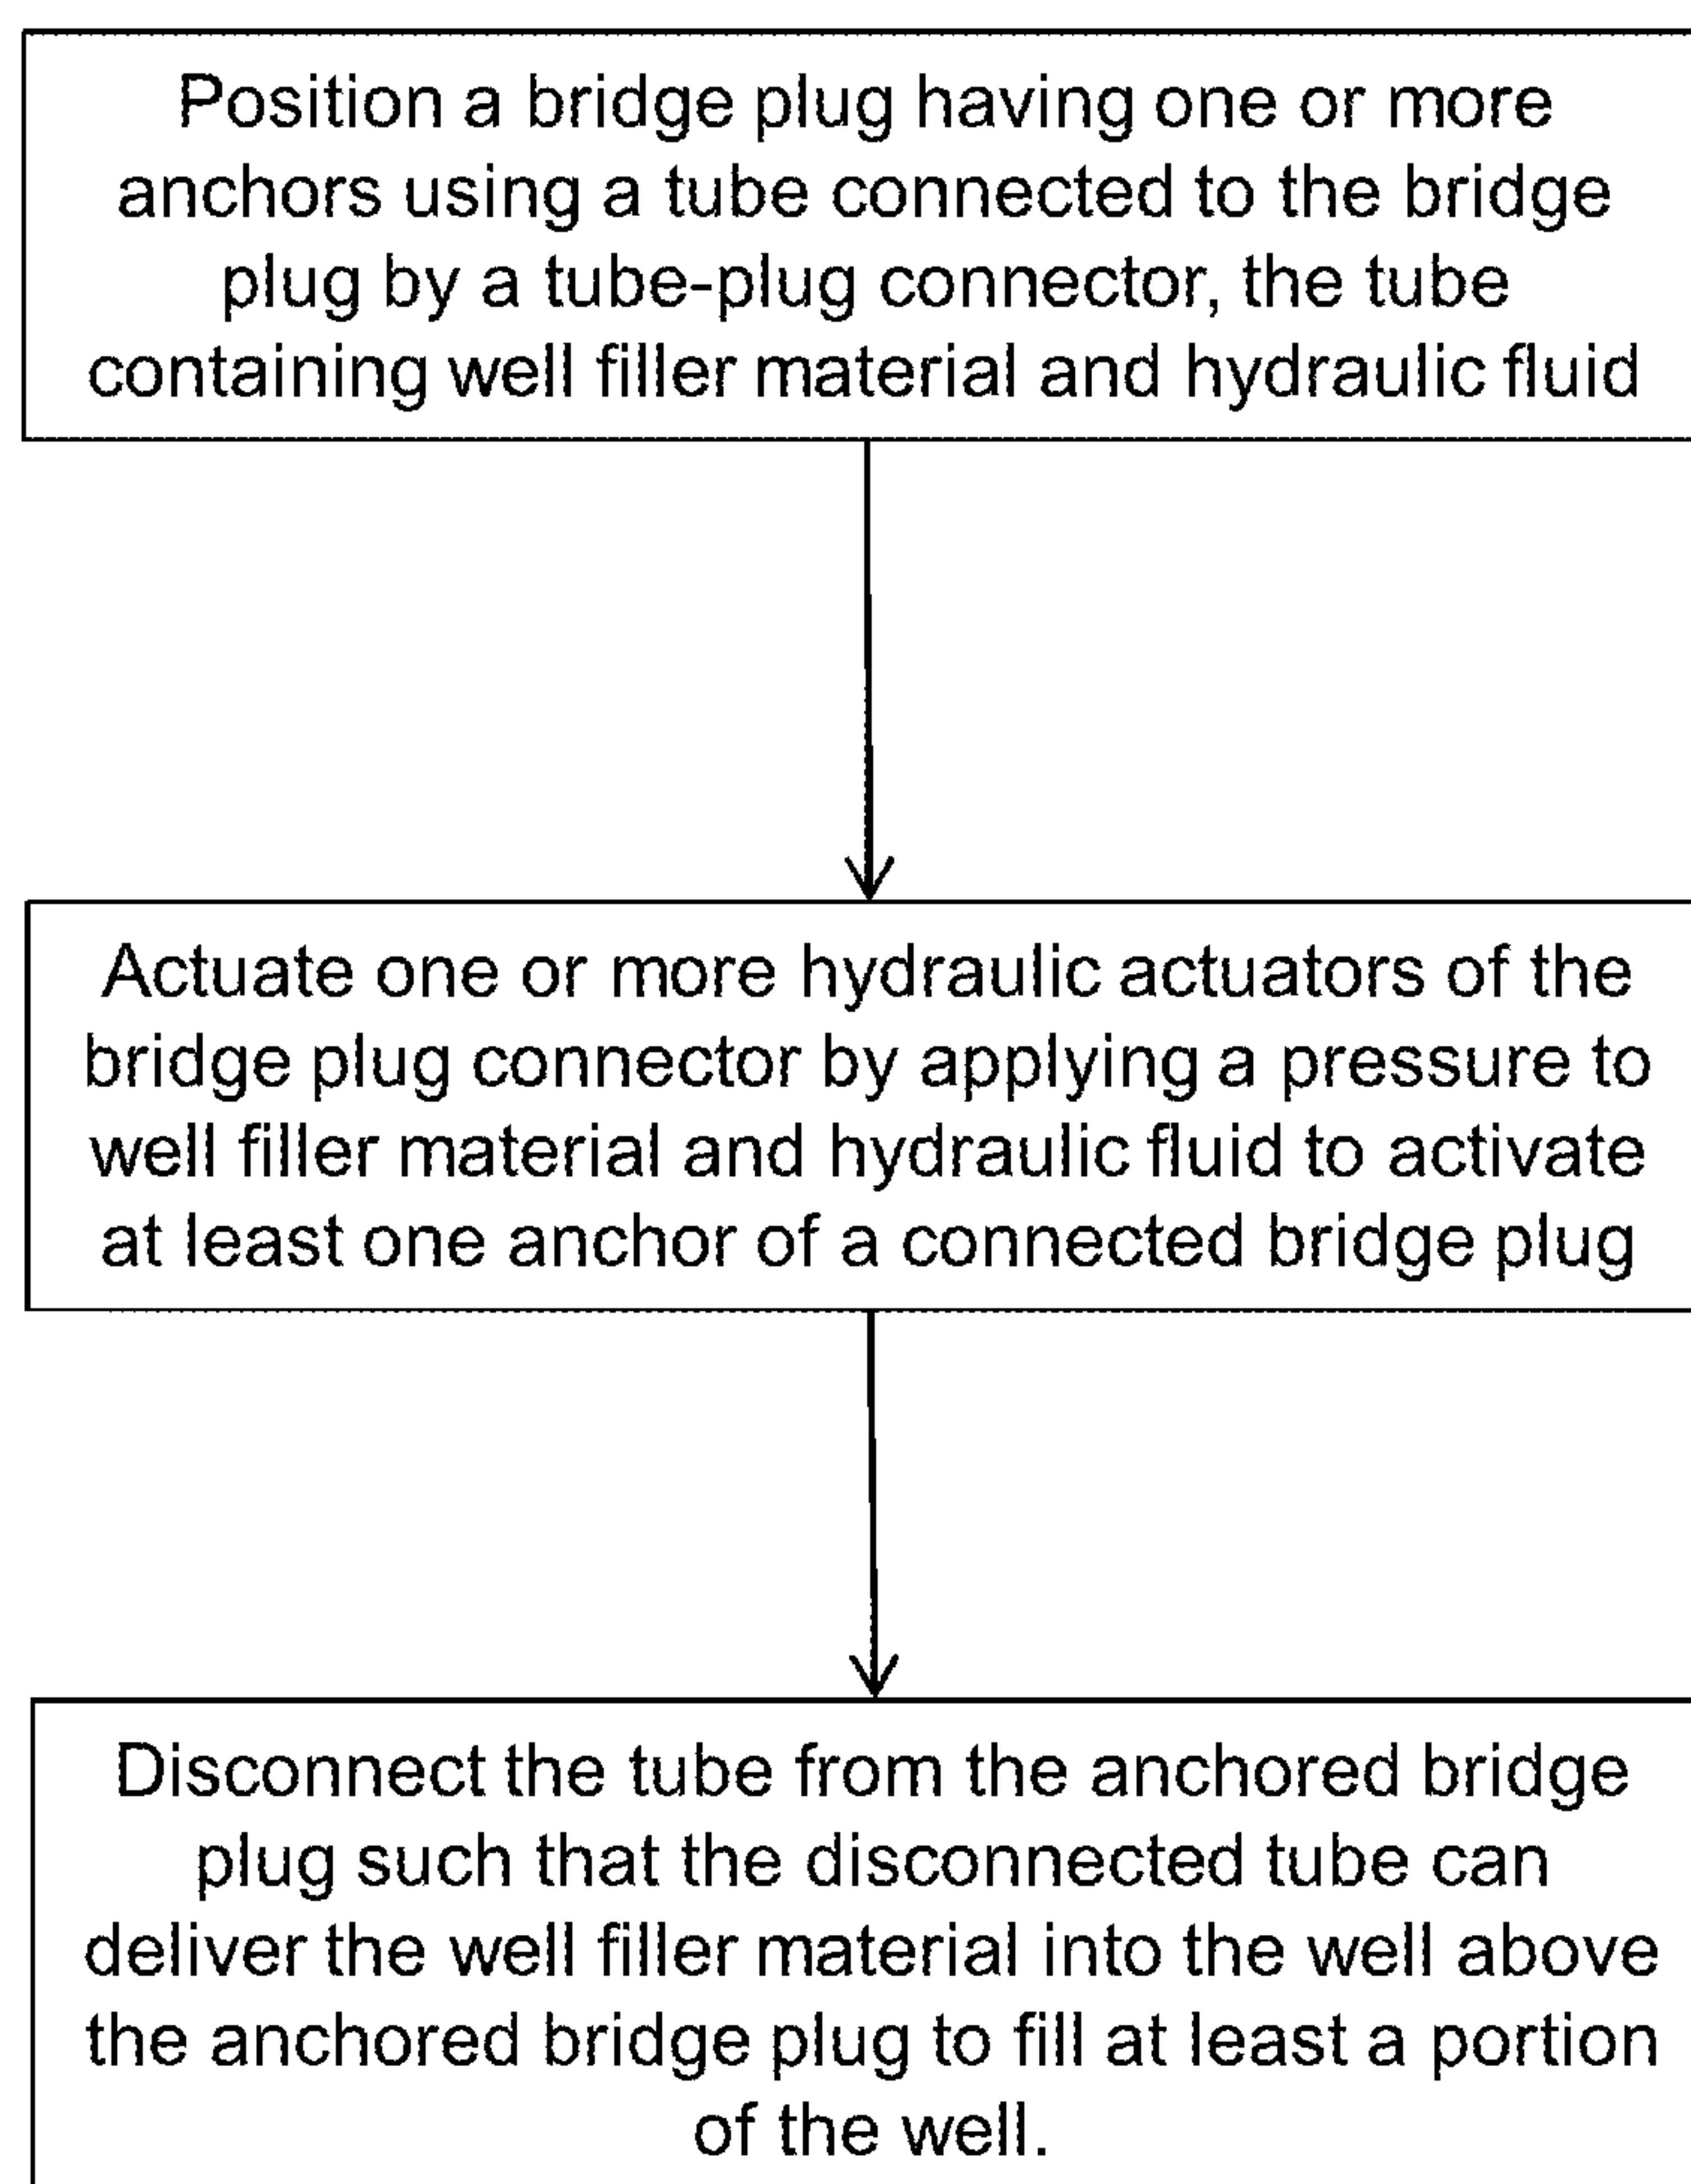 Position a bridge plug having one or more
anchors using a tube connected to the bridge
plug by a tube-plug connector, the tube
containing well filler material and hydraulic fluid
Actuate one or more hydraulic actuators of the
bridge plug connector by applying a pressure to
well filler material and hydraulic fluid to activate
at least one anchor of a connected bridge plug
Disconnect the tube from the anchored bridge
plug such that the disconnected tube can
deliver the well filler material into the well above
the anchored bridge plug to fill at least a portion
of the well.